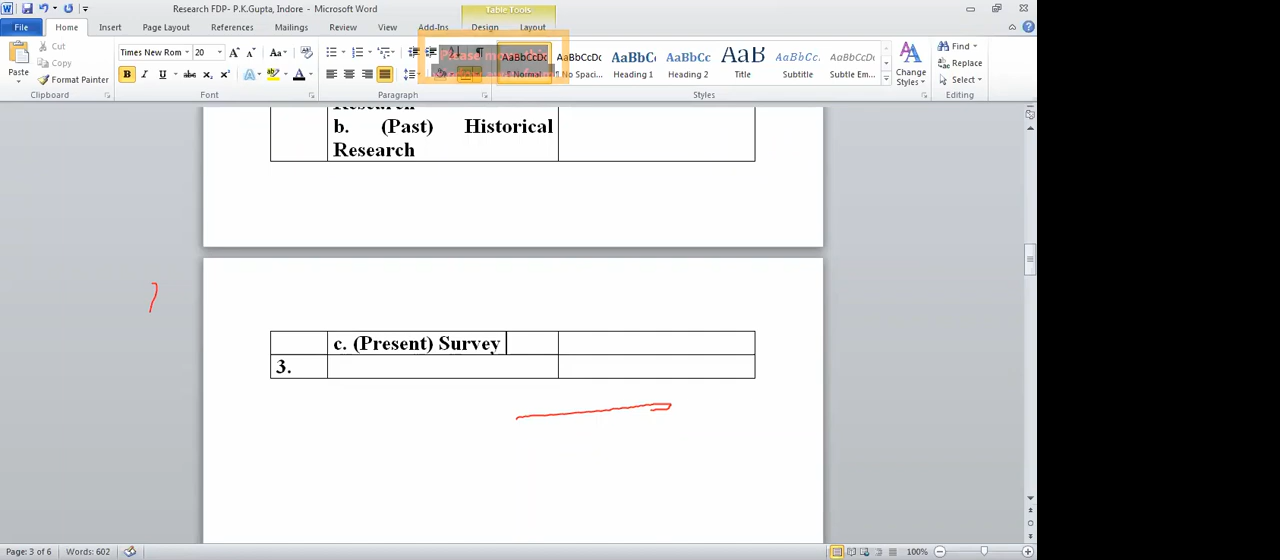 Research FDP- P.K.Gupta, Indore - Microsoft Word
Table Tools
File Home Insert Page Layout References Mailings Review View Add-Ins Design Layout
Paste
Cut
Copy
Format Painter
Clipboard
Times New Rom 20
Font
Paragraph
AaBbCcDc AaBbCcDc AaBbC AaBbCc AaB AaBbCc. AaBbCcDc
Normal No Spaci... Heading 1 Heading 2 Title Subtitle Subtle Em...
Change Styles
Styles
Find
Replace
Select
Editing
Research
b. (Past) Historical
Research
c. (Present) Survey
3.
Page: 3 of 6 Words: 602 100%